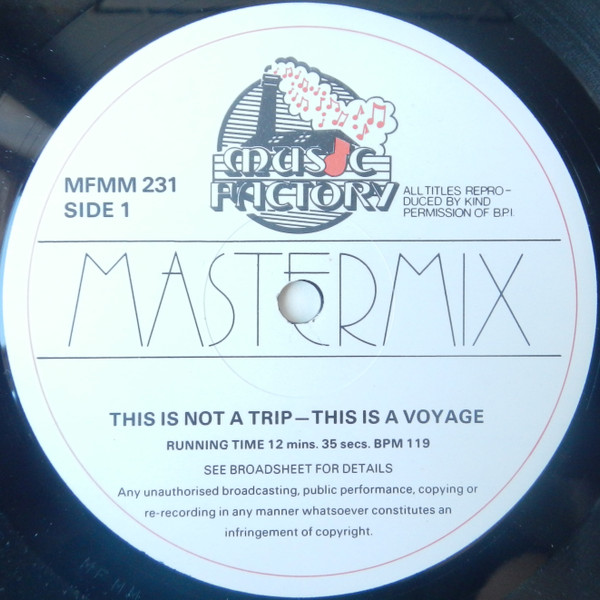 MUSIC
FACTORY
MFMM 231
SIDE 1
ALL TITLES REPRO-
DUCED BY KIND
PERMISSION OF B.P.I.
MASTERMIX
THIS IS NOT A TRIP—THIS IS A VOYAGE
RUNNING TIME 12 mins. 35 secs. BPM 119
SEE BROADSHEET FOR DETAILS
Any unauthorised broadcasting, public performance, copying or
re-recording in any manner whatsoever constitutes an
infringement of copyright.